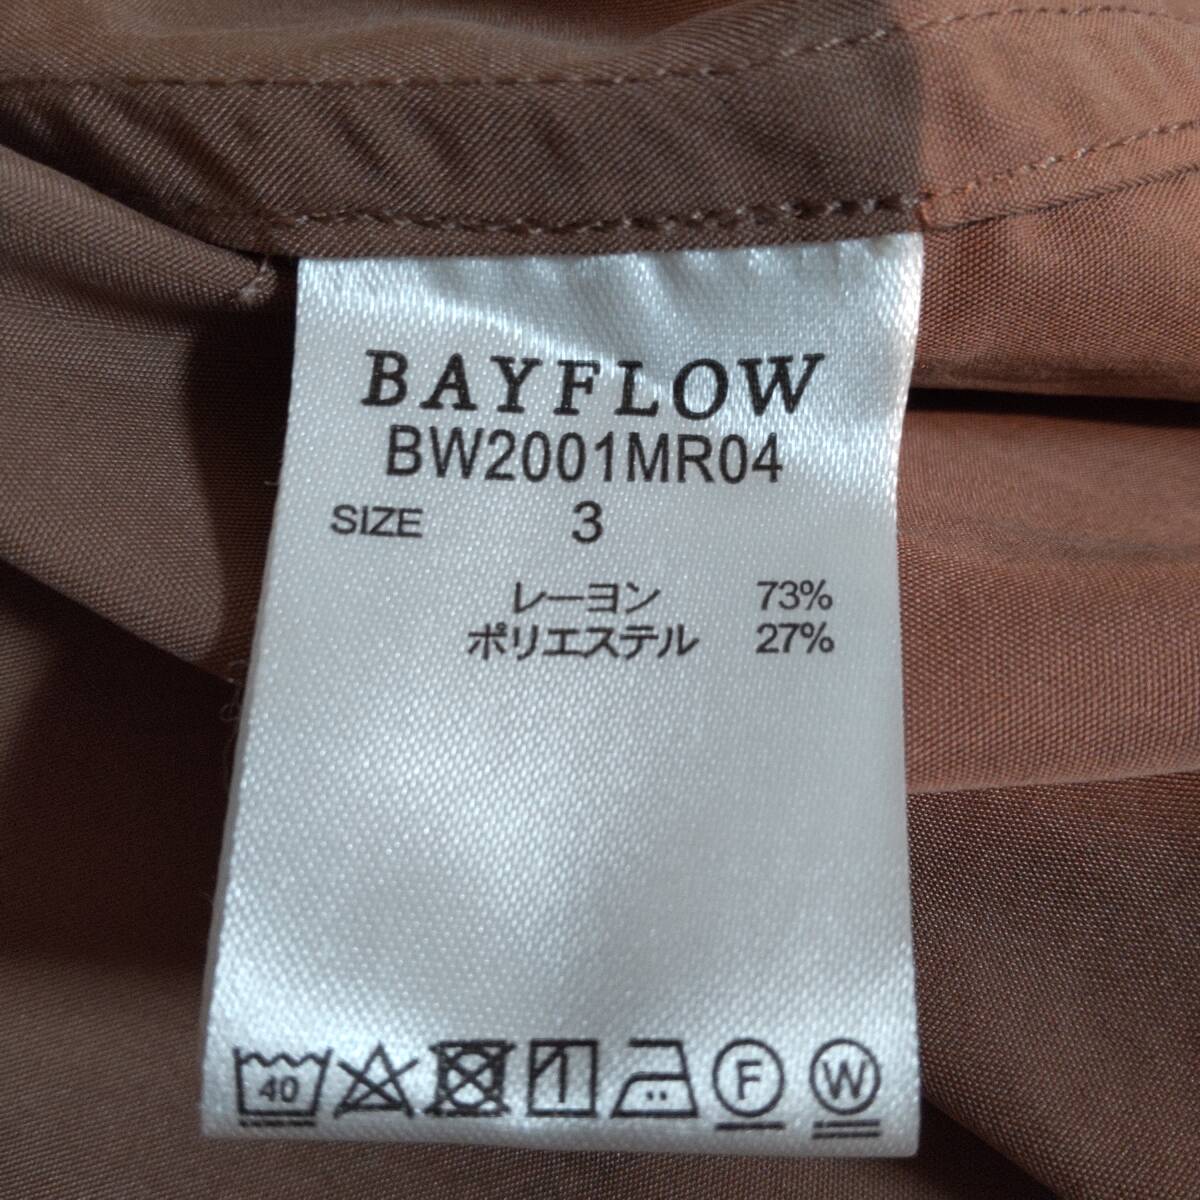 BAYFLOW
BW2001MR04
SIZE 3
レーヨン 73%
ポリエステル 27%
40 F W